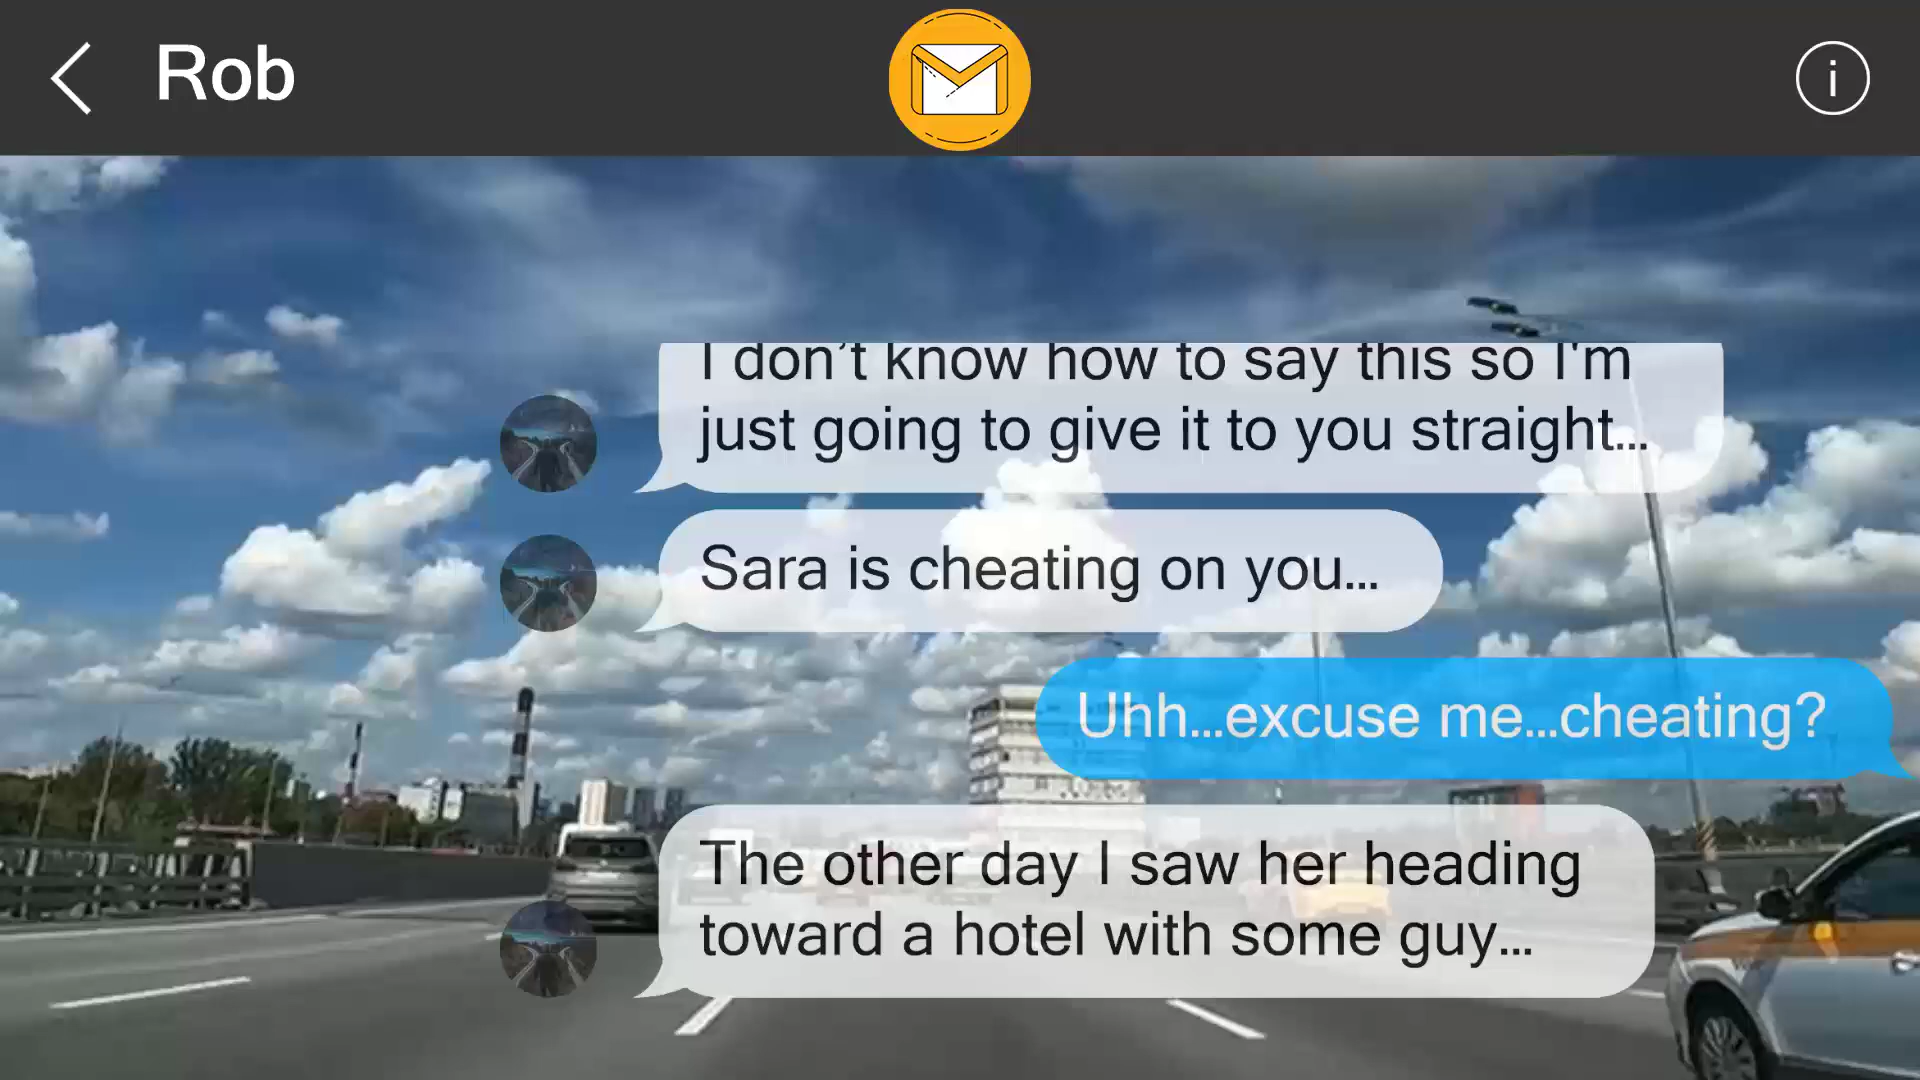 Rob
I don’t know how to say this so I'm
just going to give it to you straight...
Sara is cheating on you...
Uhh...excuse me...cheating?
The other day I saw her heading
toward a hotel with some guy...